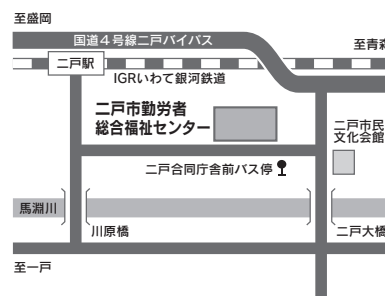 至盛岡
国道4号線二戸バイパス
至青森
二戸駅
IGRいわて銀河鉄道
二戸市勤労者
総合福祉センター
二戸市民
文化会館
二戸合同庁舎前バス停
馬淵川
川原橋
二戸大橋
至一戸